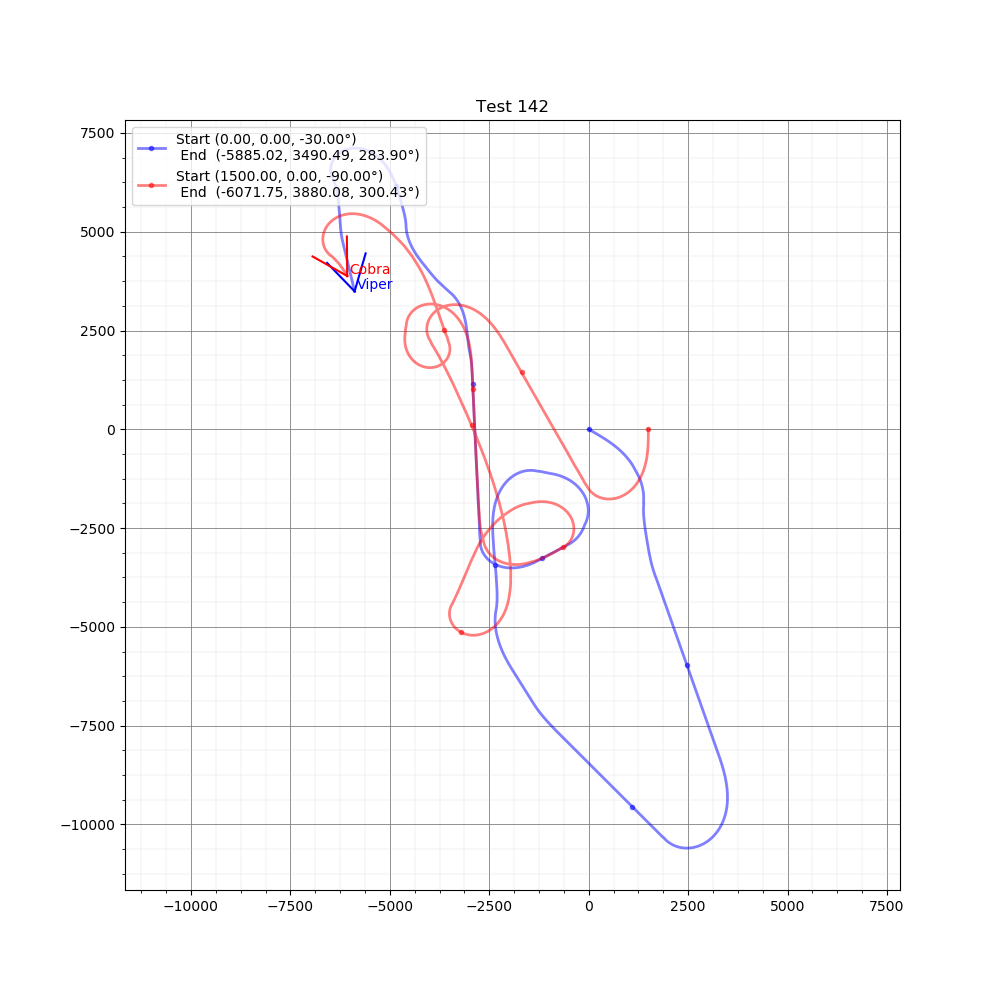 Test 142
Start (0.00, 0.00, -30.00°)
End (-5885.02, 3490.49, 283.90°)
Start (1500.00, 0.00, -90.00°)
End (-6071.75, 3880.08, 300.43°)
7500
5000
2500
0
−2500
−5000
−7500
−10000
Cobra
Viper
−10000 −7500 −5000 −2500 0 2500 5000 7500